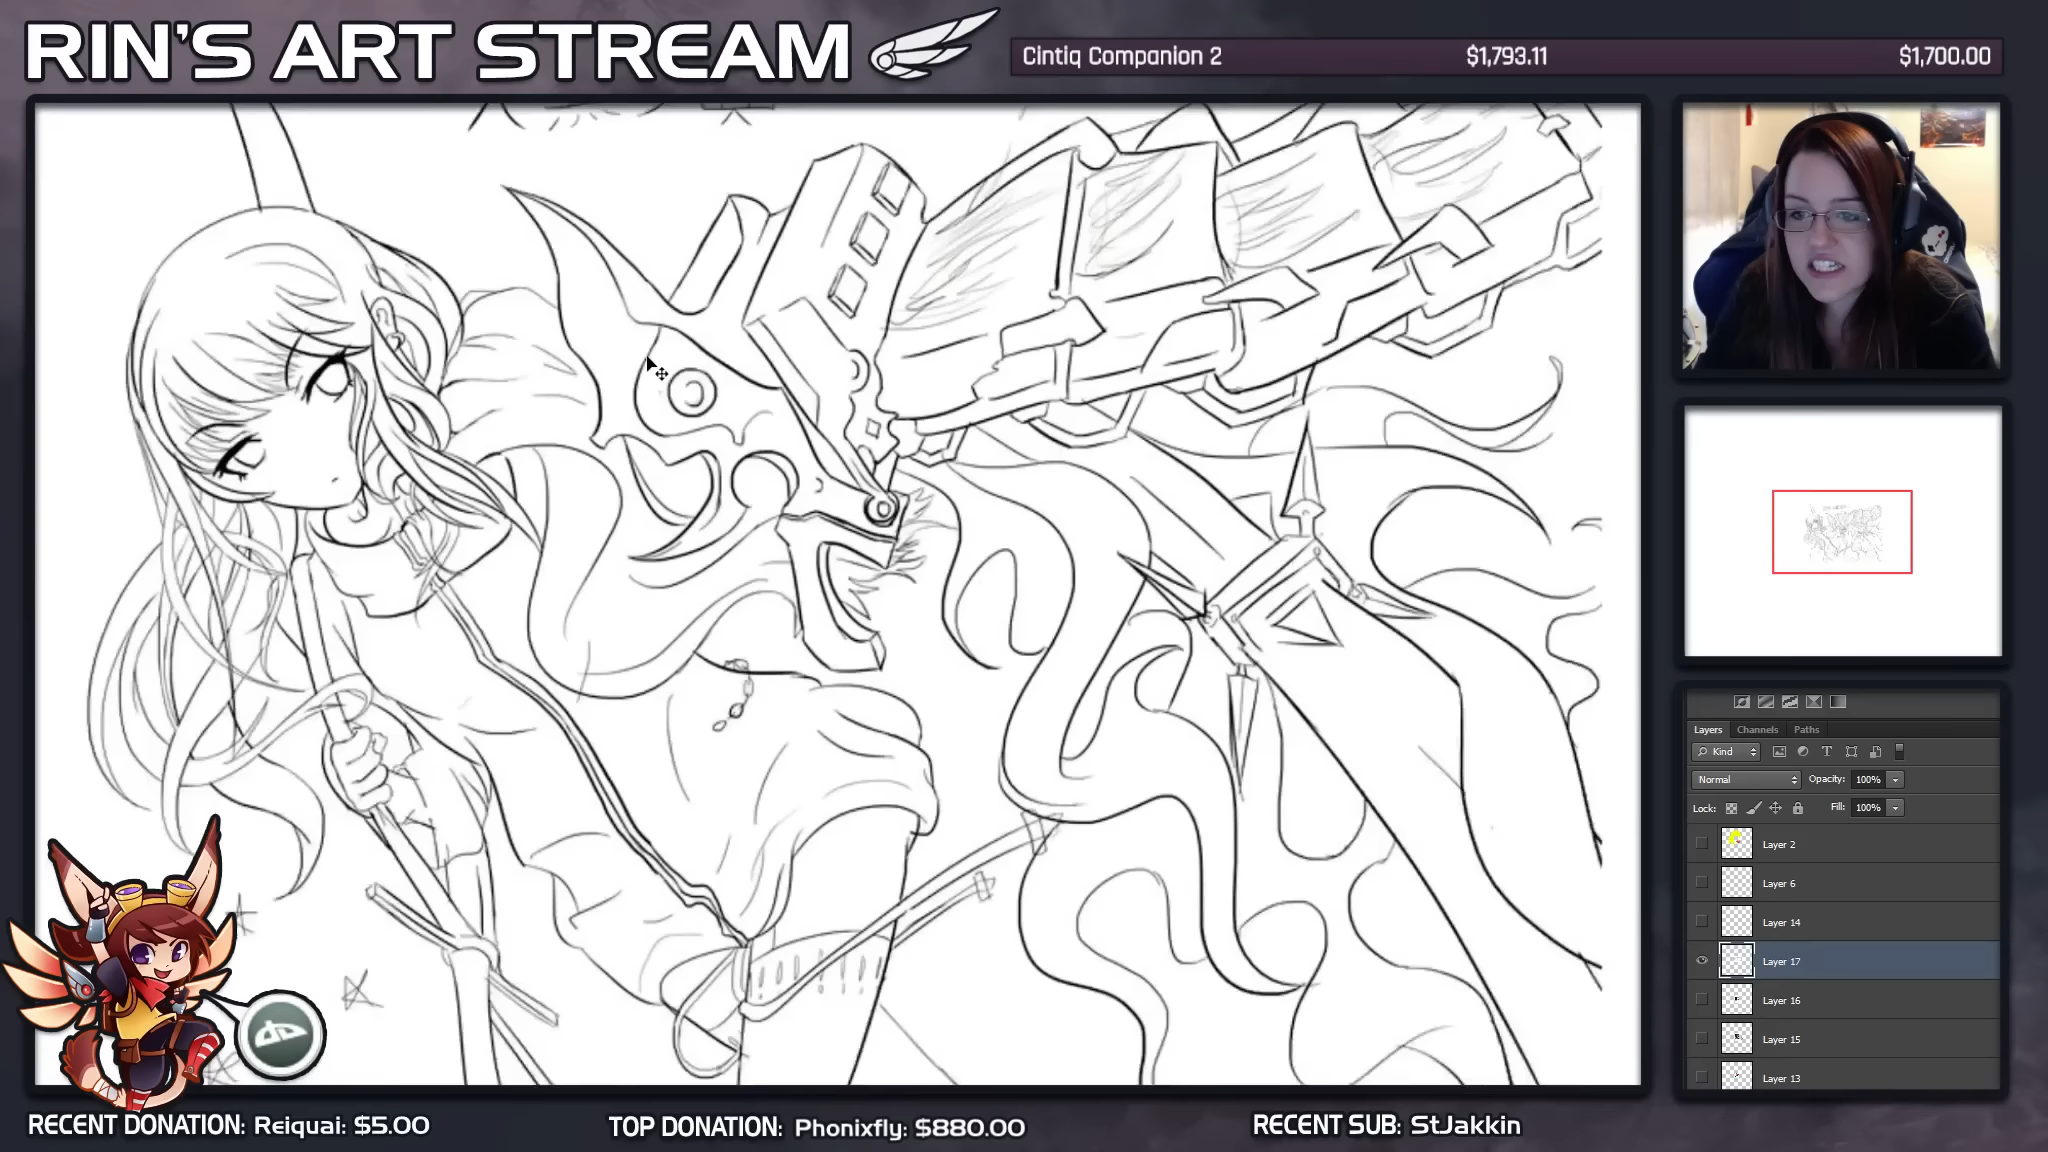 RIN'S ART STREAM
Cintiq Companion 2 $1,793.11 $1,700.00
Layers Channels Paths
Kind
Normal Opacity: 100%
Lock: Fill: 100%
Layer 2
Layer 6
Layer 14
Layer 17
Layer 16
Layer 15
Layer 13
RECENT DONATION: Reiquai: $5.00 TOP DONATION: Phonixfly: $880.00 RECENT SUB: StJakkin